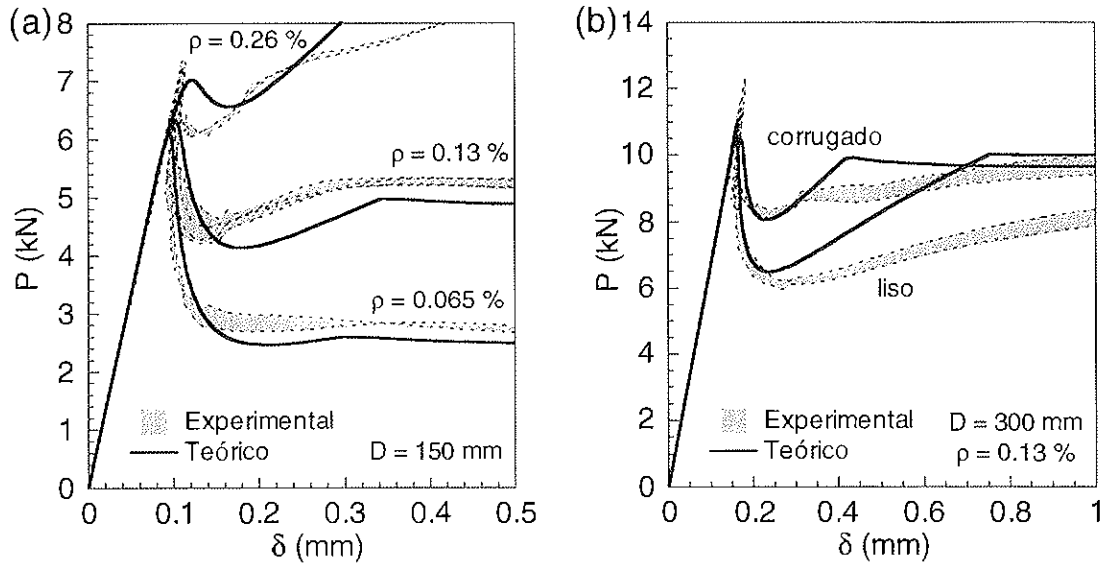 (a)
8
7
6
5
4
3
2
1
0
P (kN)
ρ = 0.26 %
ρ = 0.13 %
ρ = 0.065 %
Experimental
Teórico
D = 150 mm
0 0.1 0.2 0.3 0.4 0.5
δ (mm)
(b)
14
12
10
8
6
4
2
0
P (kN)
corrugado
liso
Experimental
Teórico
D = 300 mm
ρ = 0.13 %
0 0.2 0.4 0.6 0.8 1
δ (mm)